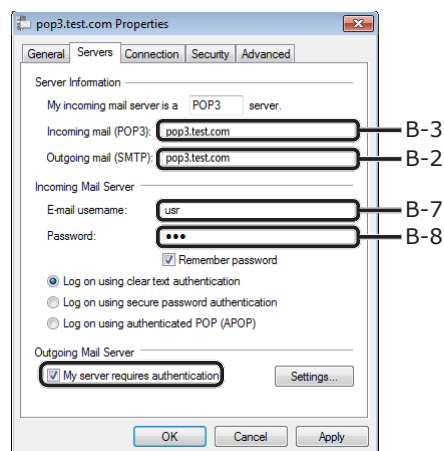 pop3.test.com Properties
General Servers Connection Security Advanced
Server Information
My incoming mail server is a POP3 server.
Incoming mail (POP3): pop3.test.com B-3
Outgoing mail (SMTP): pop3.test.com B-2
Incoming Mail Server
E-mail username: usr B-7
Password: ●●● B-8
Remember password
Log on using clear text authentication
Log on using secure password authentication
Log on using authenticated POP (APOP)
Outgoing Mail Server
My server requires authentication Settings...
OK Cancel Apply